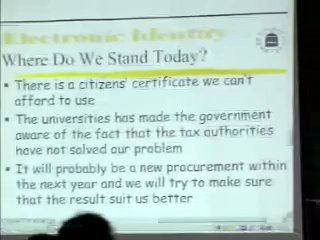 Electronic Identity
Where Do We Stand Today?
• There is a citizens' certificate we can't
afford to use
• The universities has made the government
aware of the fact that the tax authorities
have not solved our problem
• It will probably be a new procurement within
the next year and we will try to make sure
that the result suit us better